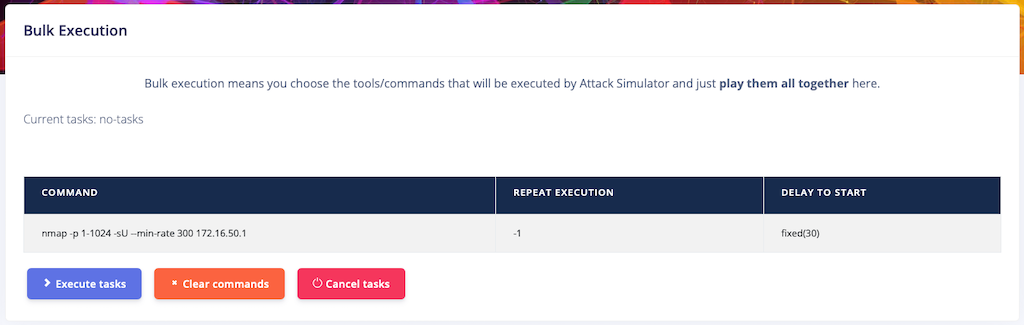 Bulk Execution
Bulk execution means you choose the tools/commands that will be executed by Attack Simulator and just play them all together here.
Current tasks: no-tasks
COMMAND REPEAT EXECUTION DELAY TO START
nmap -p 1-1024 -sU --min-rate 300 172.16.50.1 -1 fixed(30)
Execute tasks Clear commands Cancel tasks